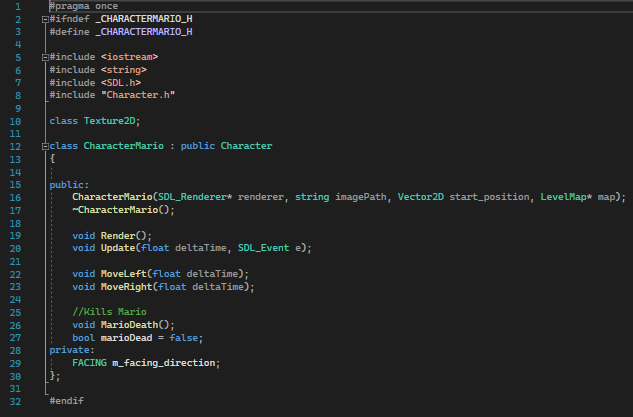 1 #pragma once
2 #ifndef _CHARACTERMARIO_H
3 #define _CHARACTERMARIO_H
4
5 #include <iostream>
6 #include <string>
7 #include <SDL.h>
8 #include "Character.h"
9
10 class Texture2D;
11
12 class CharacterMario : public Character
13 {
14
15 public:
16 CharacterMario(SDL_Renderer* renderer, string imagePath, Vector2D start_position, LevelMap* map);
17 ~CharacterMario();
18
19 void Render();
20 void Update(float deltaTime, SDL_Event e);
21
22 void MoveLeft(float deltaTime);
23 void MoveRight(float deltaTime);
24
25 //Kills Mario
26 void MarioDeath();
27 bool marioDead = false;
28 private:
29 FACING m_facing_direction;
30 };
31
32 #endif